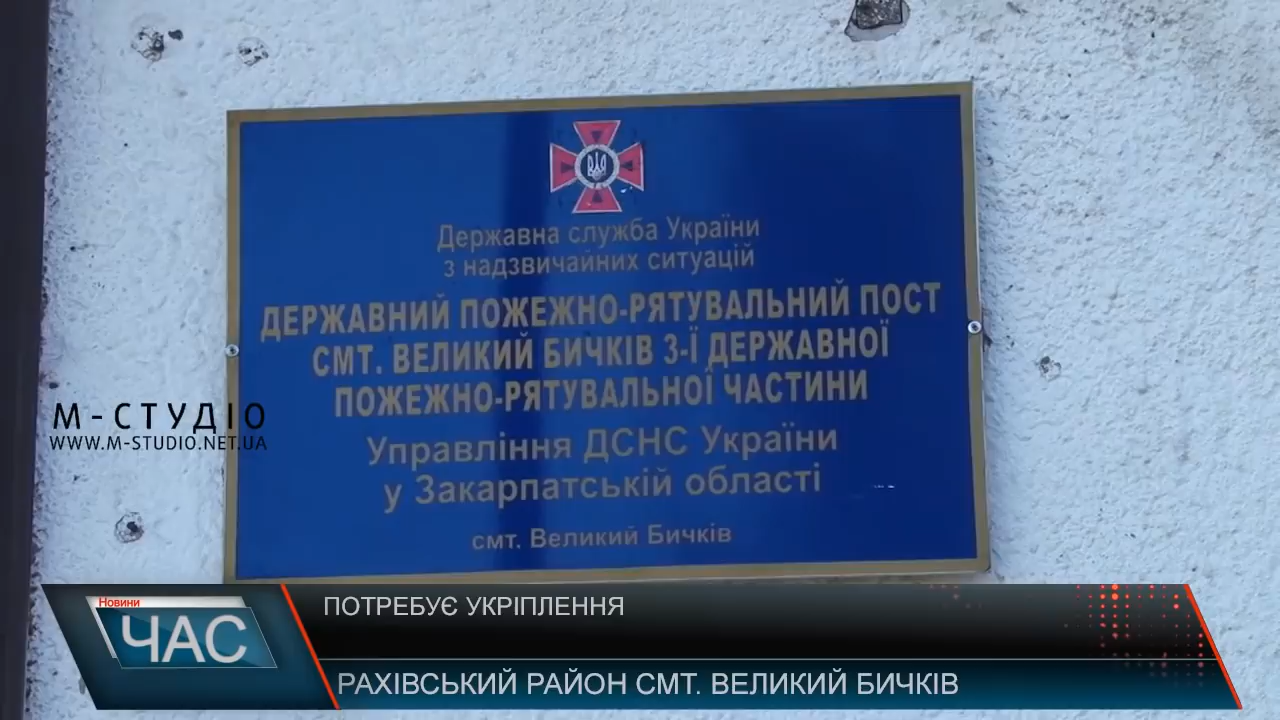 Державна служба України
з надзвичайних ситуацій
ДЕРЖАВНИЙ ПОЖЕЖНО-РЯТУВАЛЬНИЙ ПОСТ
СМТ. ВЕЛИКИЙ БИЧКІВ 3-Ї ДЕРЖАВНОЇ
ПОЖЕЖНО-РЯТУВАЛЬНОЇ ЧАСТИНИ
Управління ДСНС України
у Закарпатській області
смт. Великий Бичків
М-СТУДІО
WWW.M-STUDIO.NET.UA
Новини
ЧАС
ПОТРЕБУЄ УКРІПЛЕННЯ
РАХІВСЬКИЙ РАЙОН СМТ. ВЕЛИКИЙ БИЧКІВ